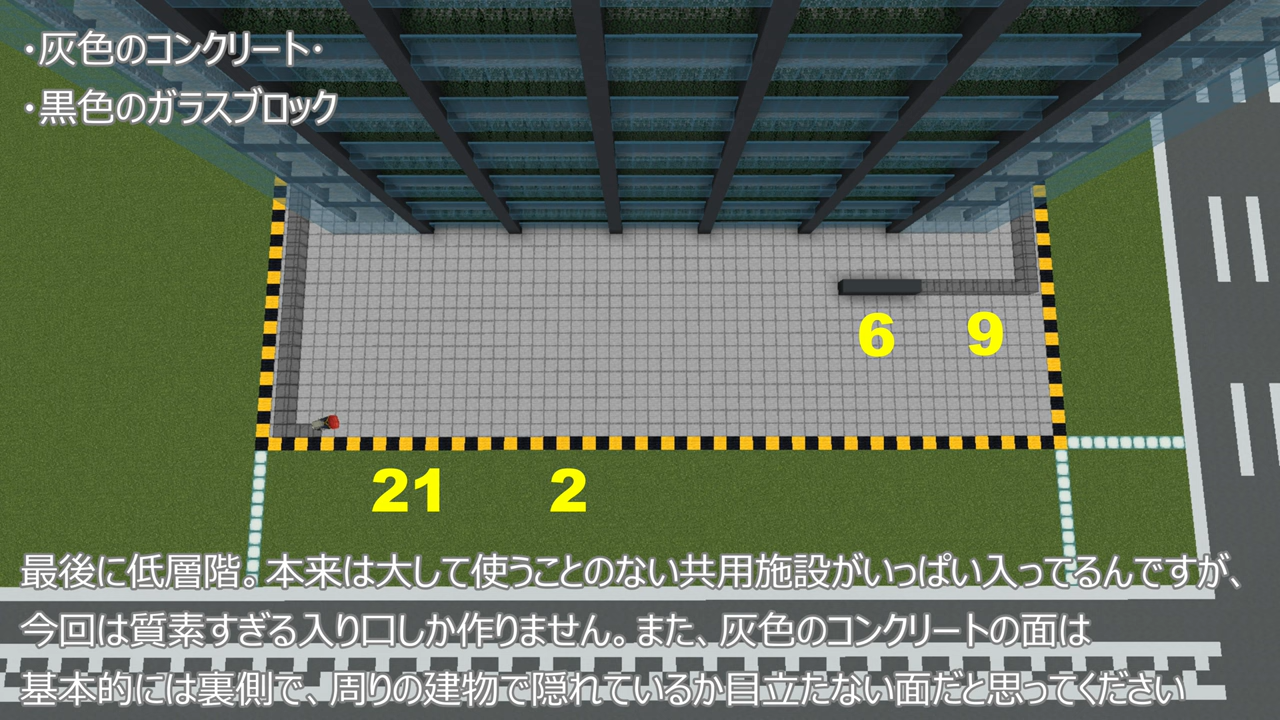 ・灰色のコンクリート・
・黒色のガラスブロック
6 9
21 2
最後に低層階。本来は大して使うことのない共用施設がいっぱい入ってるんですが、
今回は質素すぎる入り口しか作りません。また、灰色のコンクリートの面は
基本的には裏側で、周りの建物で隠れているか目立たない面だと思ってください